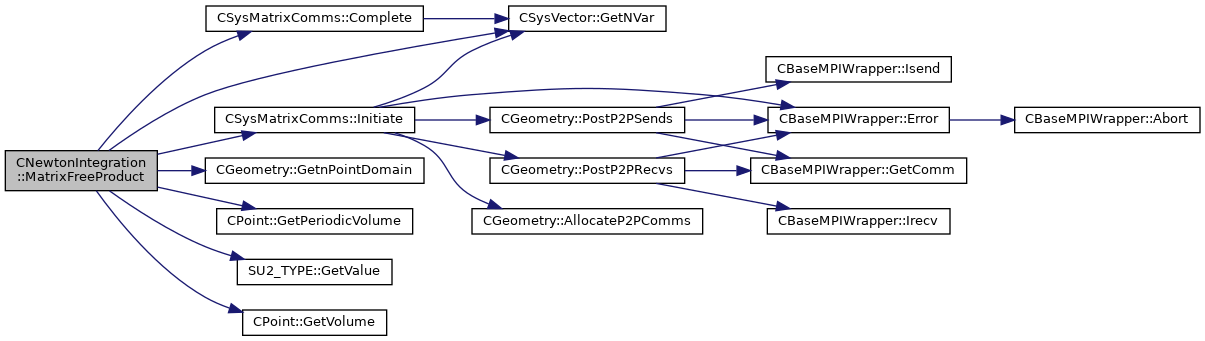 CNewtonIntegration
::MatrixFreeProduct
CSysMatrixComms::Complete
CSysVector::GetNVar
CSysMatrixComms::Initiate
CGeometry::GetnPointDomain
CPoint::GetPeriodicVolume
SU2_TYPE::GetValue
CPoint::GetVolume
CGeometry::PostP2PSends
CGeometry::PostP2PRecvs
CGeometry::AllocateP2PComms
CBaseMPIWrapper::Isend
CBaseMPIWrapper::Error
CBaseMPIWrapper::GetComm
CBaseMPIWrapper::Irecv
CBaseMPIWrapper::Abort